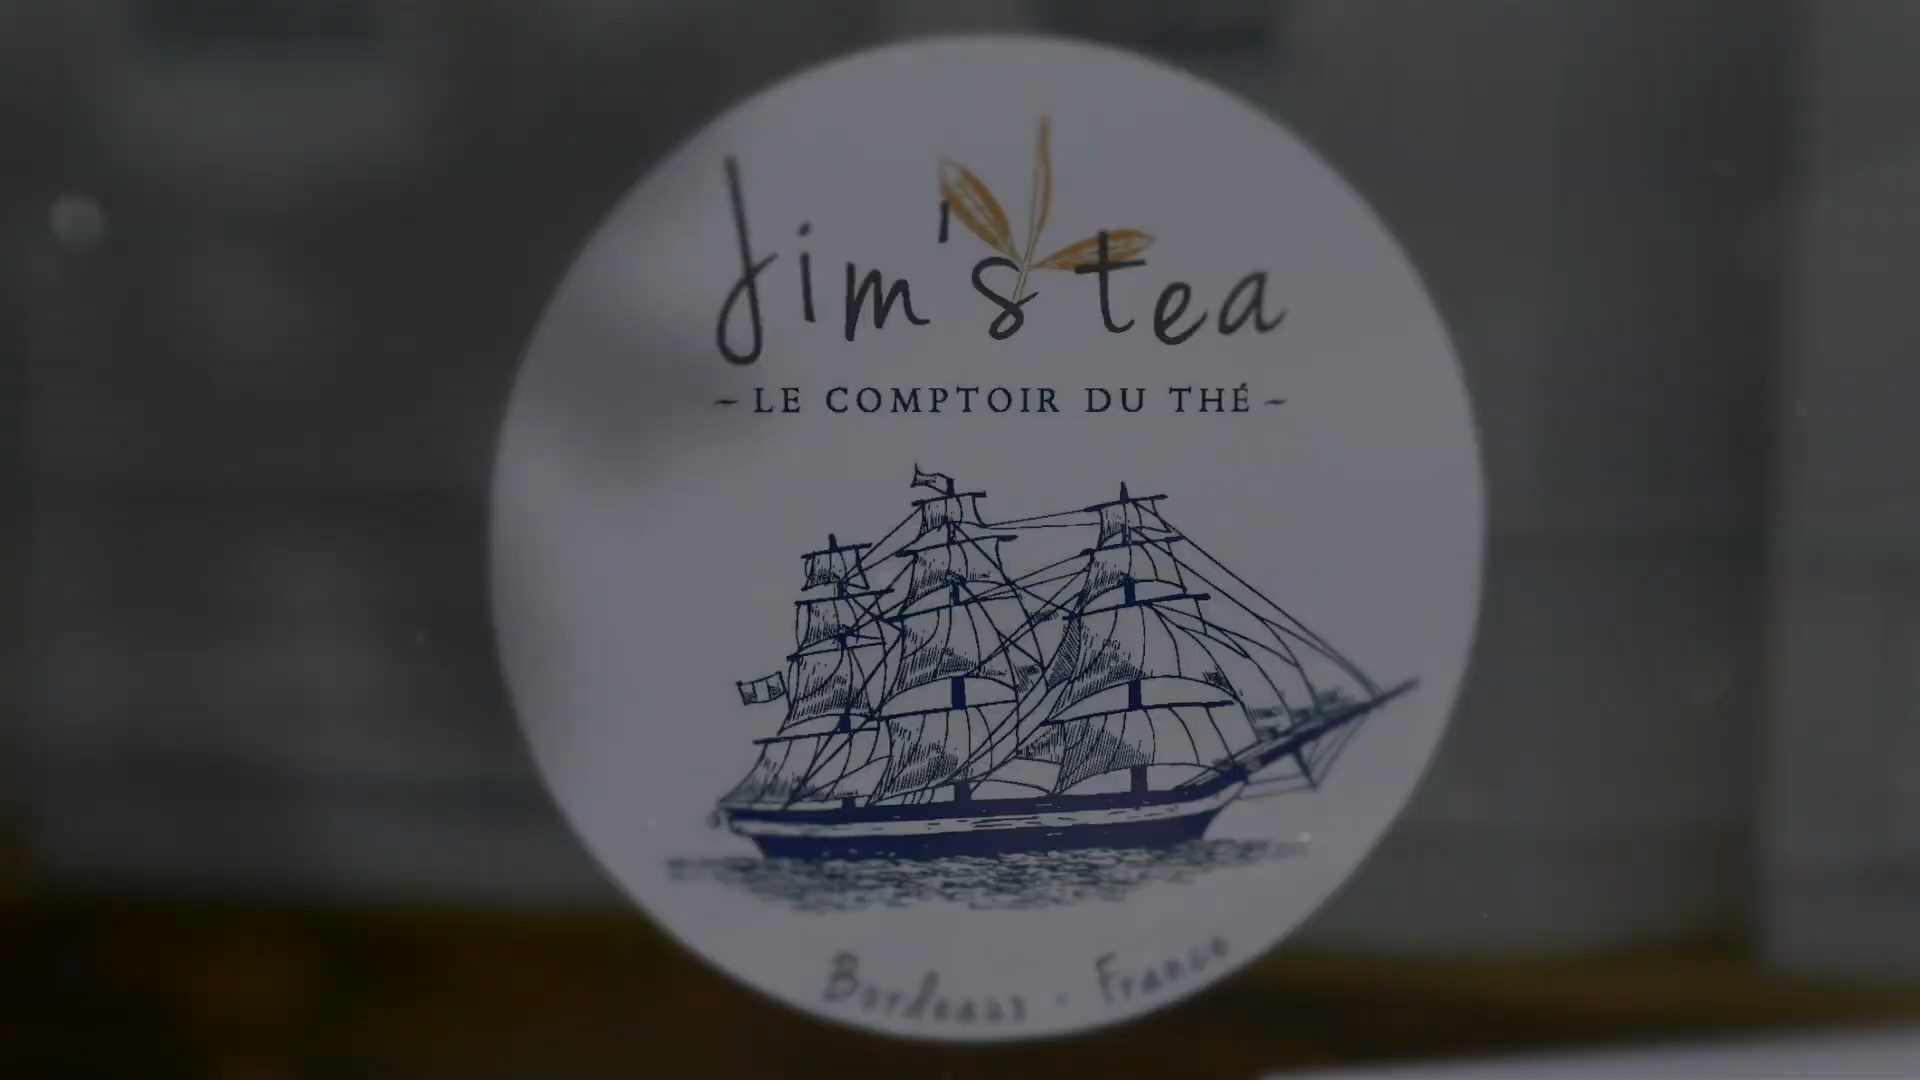 Jim's tea
~ LE COMPTOIR DU THÉ ~
Bordeaux - France